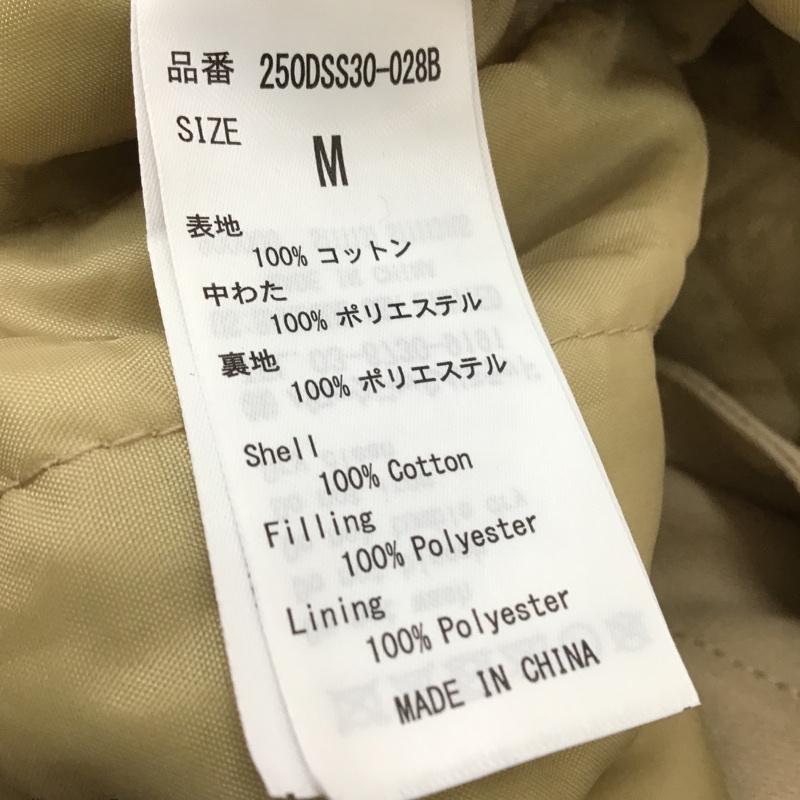 品番 250DSS30-028B
SIZE
M
表地
100% コットン
中わた
100% ポリエステル
裏地
100% ポリエステル
Shell
100% Cotton
Filling
100% Polyester
Lining
100% Polyester
MADE IN CHINA